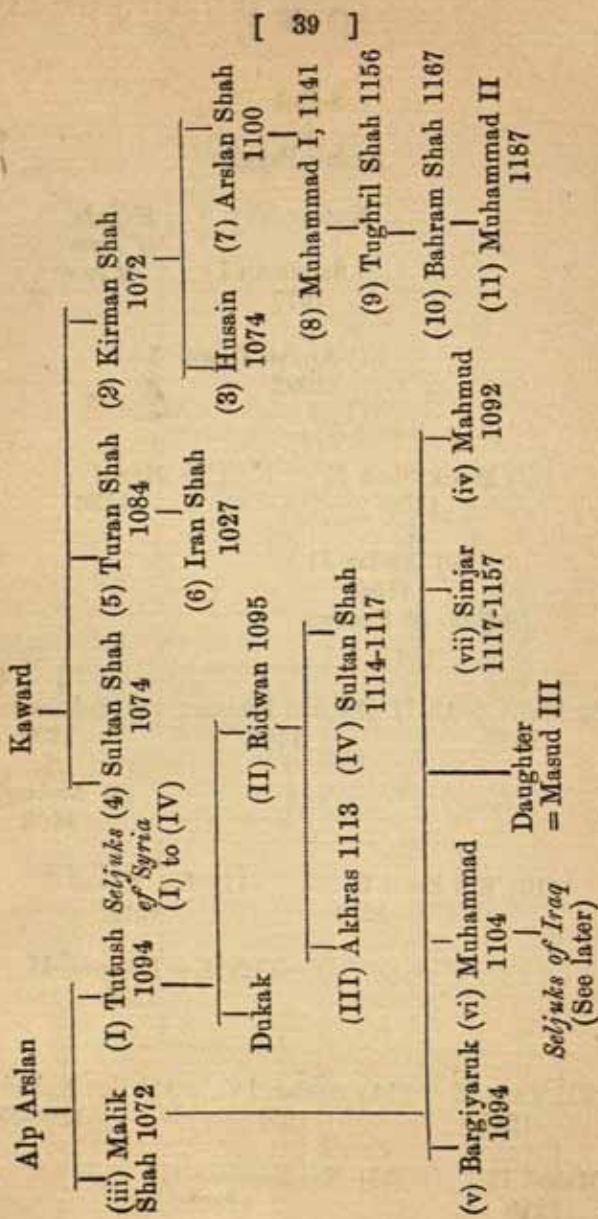 [ 39 ]
Alp Arslan
Kaward
(iii) Malik Shah 1072
(I) Tutush 1094
Seljuks of Syria (I) to (IV)
(4) Sultan Shah 1074
(5) Turan Shah 1084
(2) Kirman Shah 1072
(6) Iran Shah 1027
(3) Husain 1074
(7) Arslan Shah 1100
Dukak
(II) Ridwan 1095
(8) Muhammad I, 1141
(III) Akhras 1113
(IV) Sultan Shah 1114-1117
(9) Tughril Shah 1156
(10) Bahram Shah 1167
(11) Muhammad II 1187
(v) Bargiyaruk 1094
(vi) Muhammad 1104
Daughter = Masud III
(vii) Sinjar 1117-1157
(iv) Mahmud 1092
Seljuks of Iraq (See later)